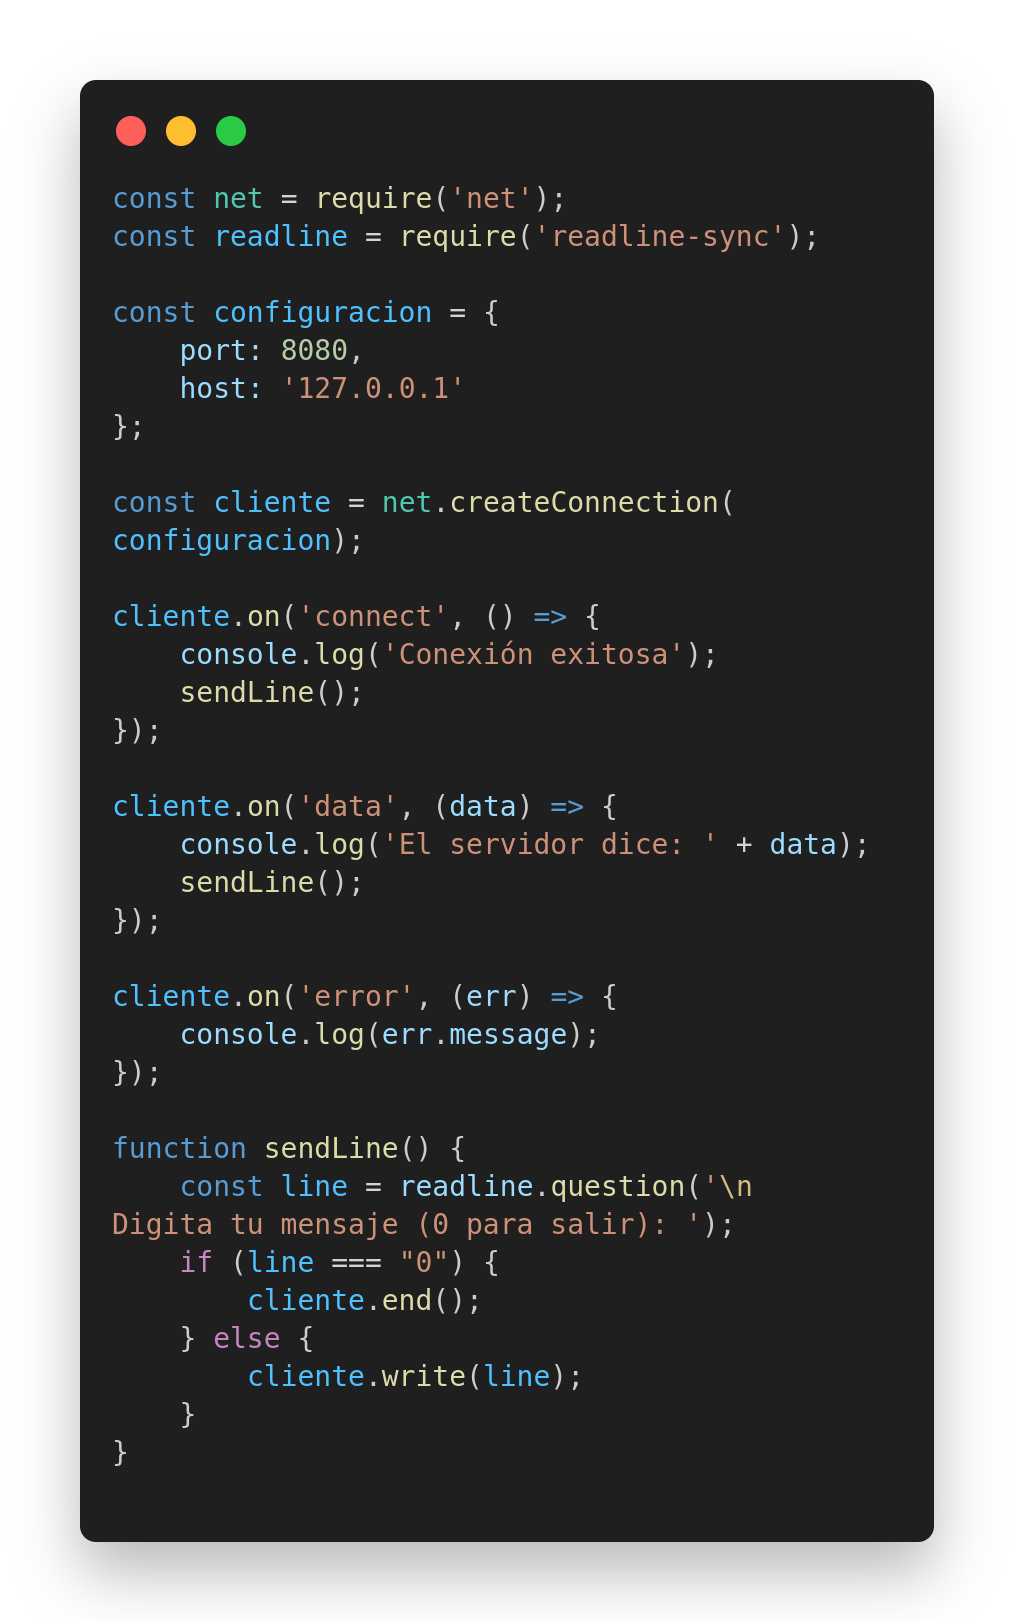 const net = require('net');
const readline = require('readline-sync');

const configuracion = {
    port: 8080,
    host: '127.0.0.1'
};

const cliente = net.createConnection(
configuracion);

cliente.on('connect', () => {
    console.log('Conexión exitosa');
    sendLine();
});

cliente.on('data', (data) => {
    console.log('El servidor dice: ' + data);
    sendLine();
});

cliente.on('error', (err) => {
    console.log(err.message);
});

function sendLine() {
    const line = readline.question('\n
Digita tu mensaje (0 para salir): ');
    if (line === "0") {
        cliente.end();
    } else {
        cliente.write(line);
    }
}